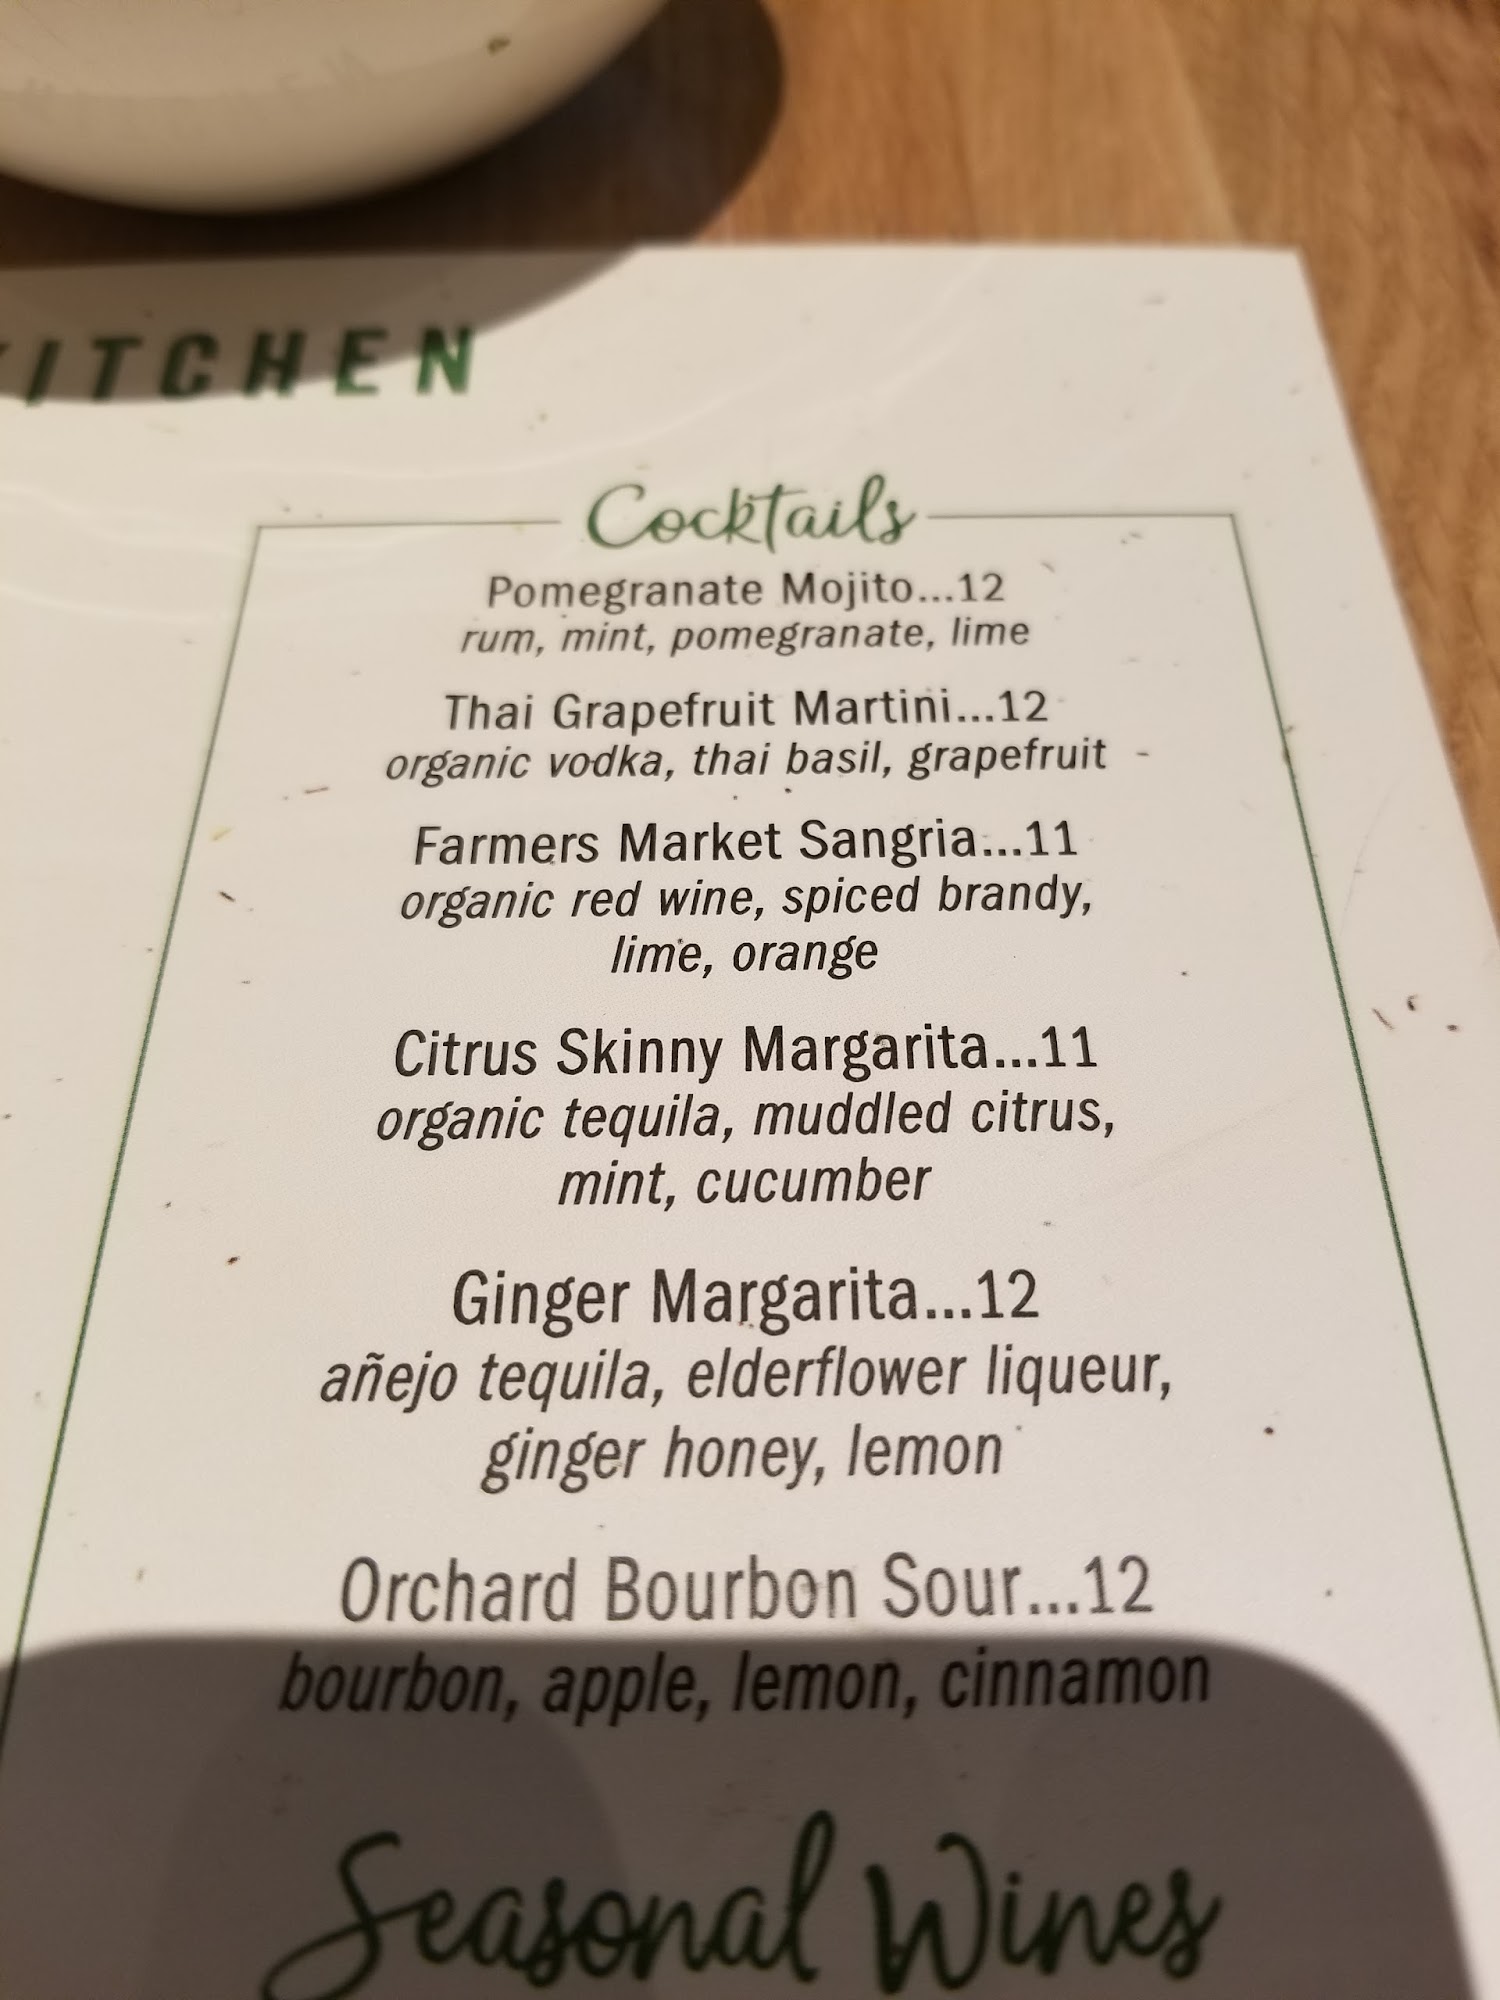 KITCHEN
Cocktails
Pomegranate Mojito...12
rum, mint, pomegranate, lime
Thai Grapefruit Martini...12
organic vodka, thai basil, grapefruit
Farmers Market Sangria...11
organic red wine, spiced brandy,
lime, orange
Citrus Skinny Margarita...11
organic tequila, muddled citrus,
mint, cucumber
Ginger Margarita...12
añejo tequila, elderflower liqueur,
ginger honey, lemon
Orchard Bourbon Sour...12
bourbon, apple, lemon, cinnamon
Seasonal Wines